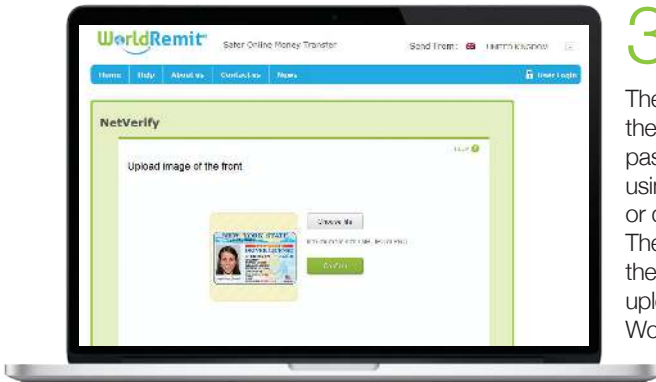 WorldRemit
Safer Online Money Transfer
Send From: UNITED KINGDOM
Home Help About us Contact us News User Login
NetVerify
HELP
Upload image of the front
Choose file
NEW YORK STATE
Confirm
3
The
the
pas
usin
or
The
the
uplo
Wo